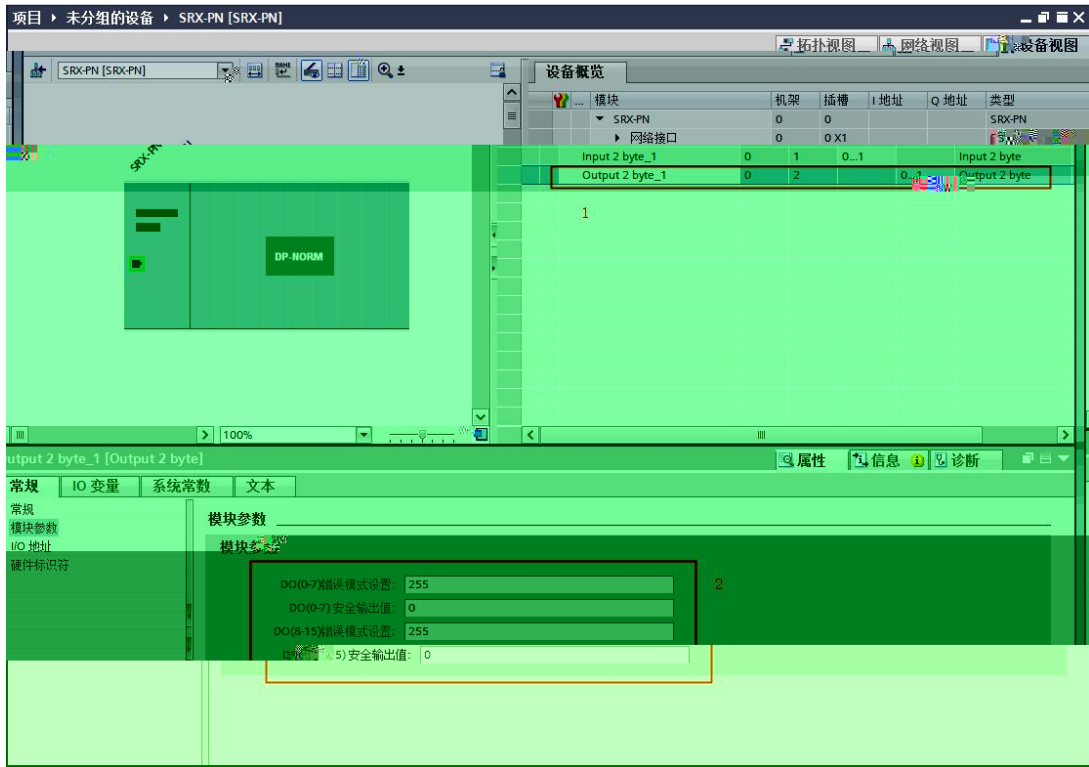 项目 ▸ 未分组的设备 ▸ SRX-PN [SRX-PN]
拓扑视图 网络视图 设备视图
SRX-PN [SRX-PN]
设备概览
... 模块 机架 插槽 I 地址 Q 地址 类型
SRX-PN 0 0 SRX-PN
网络接口 0 0 X1
Input 2 byte_1 0 1 0...1 Input 2 byte
Output 2 byte_1 0 2 0...1 Output 2 byte
SRX-PN
1
DP-NORM
100%
utput 2 byte_1 [Output 2 byte]
属性 信息 诊断
常规 IO 变量 系统常数 文本
常规
模块参数
I/O 地址
硬件标识符
模块参数
模块参数
DO(0-7)错误模式设置: 255
2
DO(0-7) 安全输出值: 0
DO(8-15)错误模式设置: 255
5) 安全输出值: 0